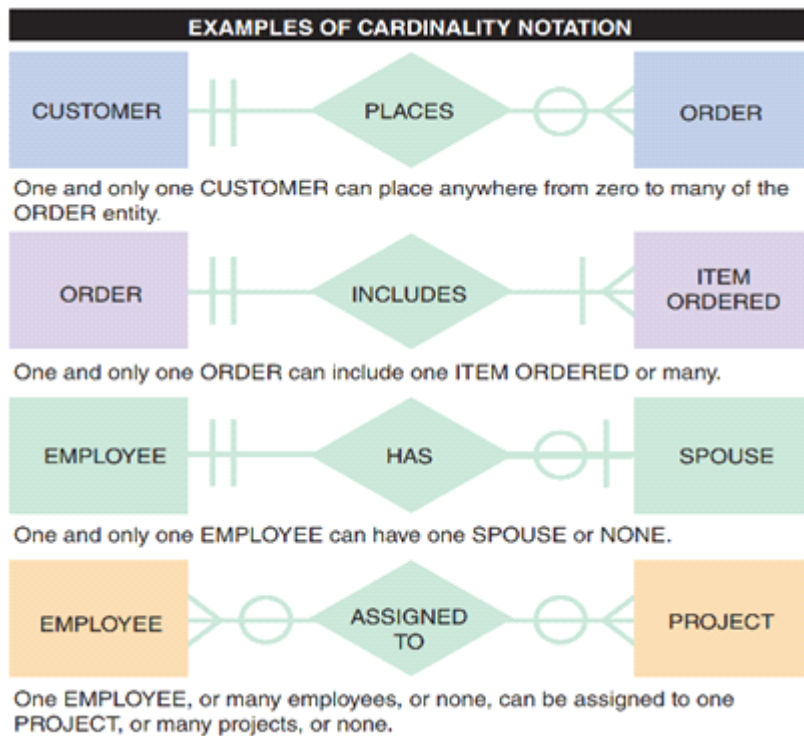 EXAMPLES OF CARDINALITY NOTATION
CUSTOMER
PLACES
ORDER
One and only one CUSTOMER can place anywhere from zero to many of the
ORDER entity.
ORDER
INCLUDES
ITEM
ORDERED
One and only one ORDER can include one ITEM ORDERED or many.
EMPLOYEE
HAS
SPOUSE
One and only one EMPLOYEE can have one SPOUSE or NONE.
EMPLOYEE
ASSIGNED
TO
PROJECT
One EMPLOYEE, or many employees, or none, can be assigned to one
PROJECT, or many projects, or none.